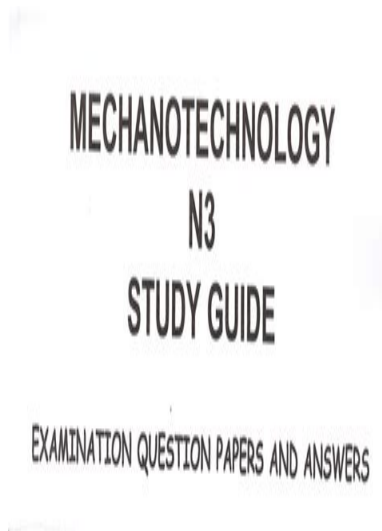 MECHANOTECHNOLOGY
N3
STUDY GUIDE
EXAMINATION QUESTION PAPERS AND ANSWERS